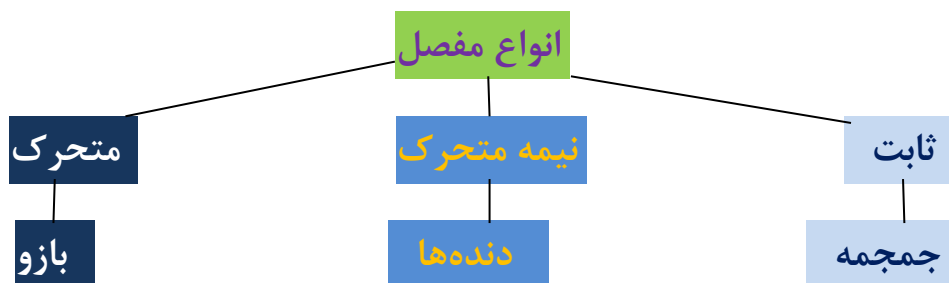 انواع مفصل
ثابت
نیمه متحرک
متحرک
جمجمه
دنده‌ها
بازو